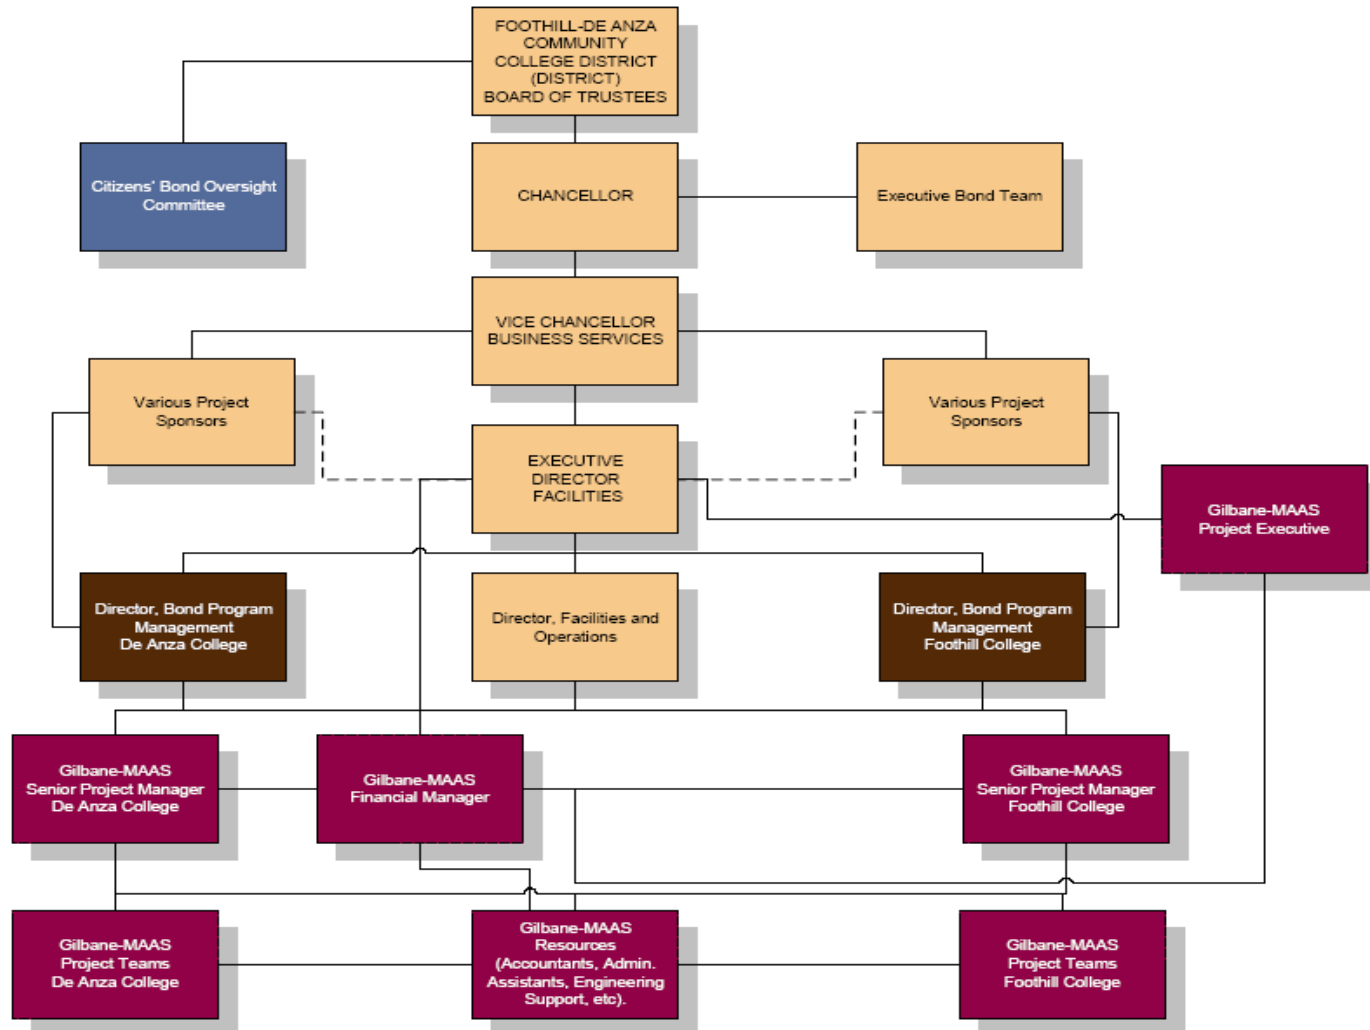 FOOTHILL-DE ANZA
COMMUNITY
COLLEGE DISTRICT
(DISTRICT)
BOARD OF TRUSTEES
Citizens' Bond Oversight
Committee
CHANCELLOR
Executive Bond Team
VICE CHANCELLOR
BUSINESS SERVICES
Various Project
Sponsors
Various Project
Sponsors
EXECUTIVE
DIRECTOR
FACILITIES
Gilbane-MAAS
Project Executive
Director, Bond Program
Management
De Anza College
Director, Facilities and
Operations
Director, Bond Program
Management
Foothill College
Gilbane-MAAS
Senior Project Manager
De Anza College
Gilbane-MAAS
Financial Manager
Gilbane-MAAS
Senior Project Manager
Foothill College
Gilbane-MAAS
Project Teams
De Anza College
Gilbane-MAAS
Resources
(Accountants, Admin.
Assistants, Engineering
Support, etc).
Gilbane-MAAS
Project Teams
Foothill College